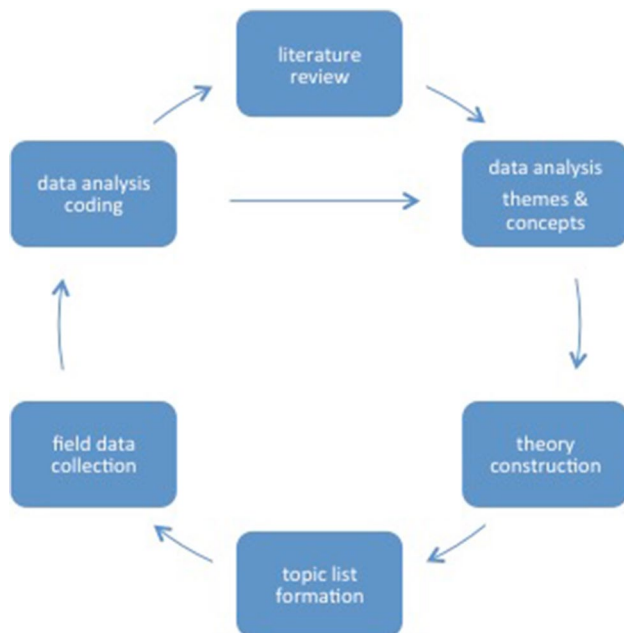 literature
review
data analysis
themes &
concepts
theory
construction
topic list
formation
field data
collection
data analysis
coding